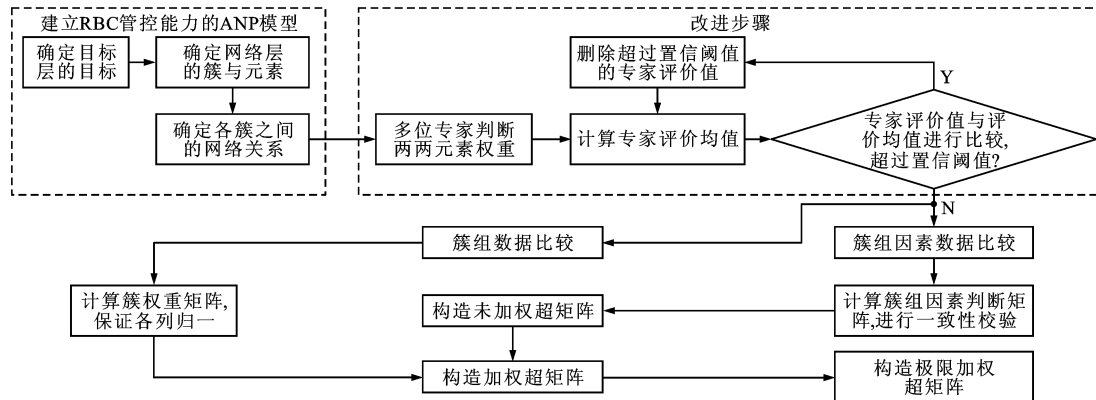 建立RBC管控能力的ANP模型
确定目标
层的目标
确定网络层
的簇与元素
确定各簇之间
的网络关系
改进步骤
删除超过置信阈值
的专家评价值
多位专家判断
两两元素权重
计算专家评价均值
Y
专家评价值与评
价均值进行比较,
超过置信阈值?
N
簇组数据比较
簇组因素数据比较
计算簇权重矩阵,
保证各列归一
构造未加权超矩阵
计算簇组因素判断矩
阵,进行一致性校验
构造加权超矩阵
构造极限加权
超矩阵